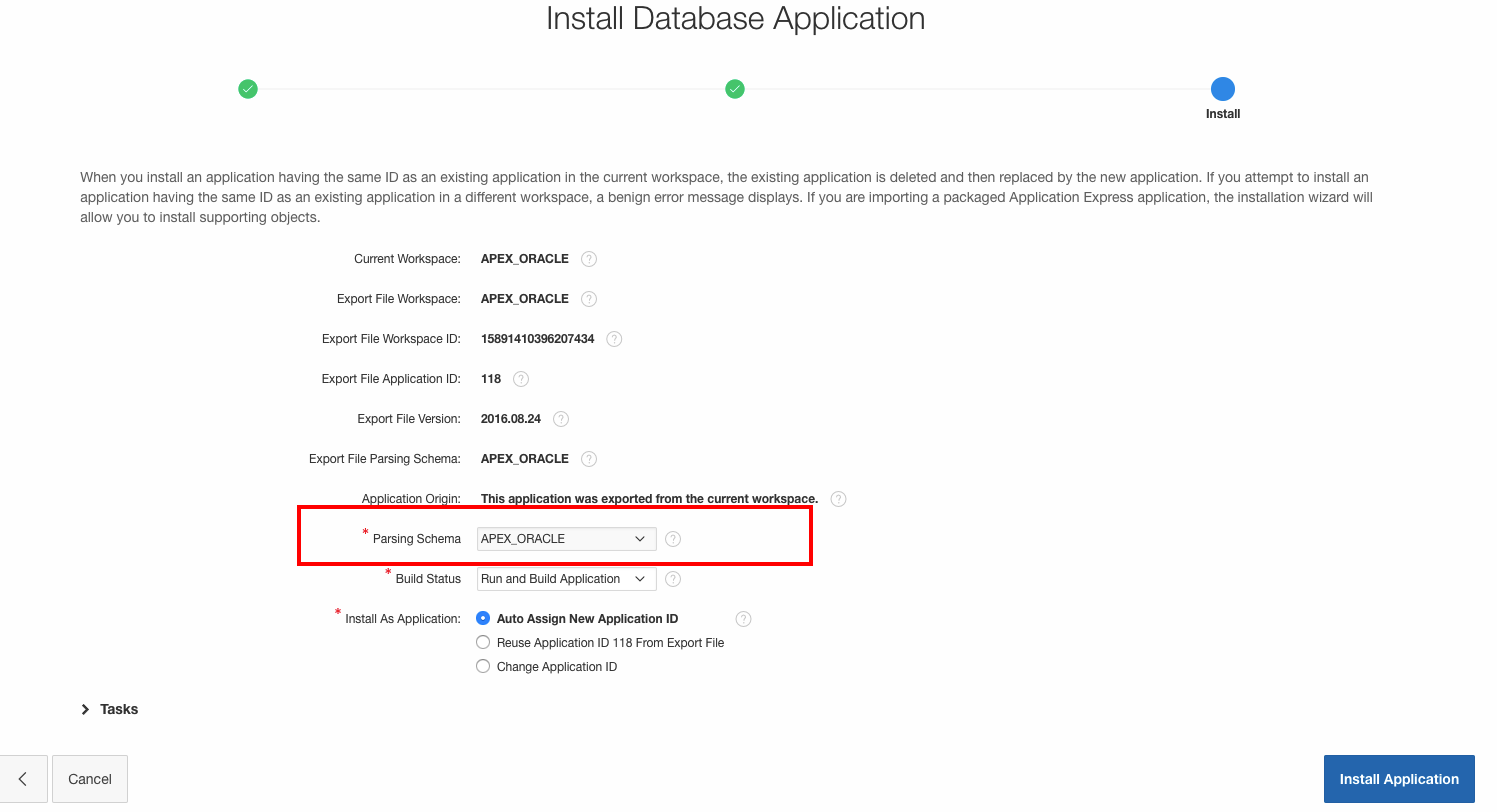 Install Database Application
Install
When you install an application having the same ID as an existing application in the current workspace, the existing application is deleted and then replaced by the new application. If you attempt to install an
application having the same ID as an existing application in a different workspace, a benign error message displays. If you are importing a packaged Application Express application, the installation wizard will
allow you to install supporting objects.
Current Workspace: APEX_ORACLE ?
Export File Workspace: APEX_ORACLE ?
Export File Workspace ID: 15891410396207434 ?
Export File Application ID: 118 ?
Export File Version: 2016.08.24 ?
Export File Parsing Schema: APEX_ORACLE ?
Application Origin: This application was exported from the current workspace. ?
* Parsing Schema APEX_ORACLE ?
* Build Status Run and Build Application ?
* Install As Application: Auto Assign New Application ID ?
Reuse Application ID 118 From Export File
Change Application ID
Tasks
Cancel Install Application